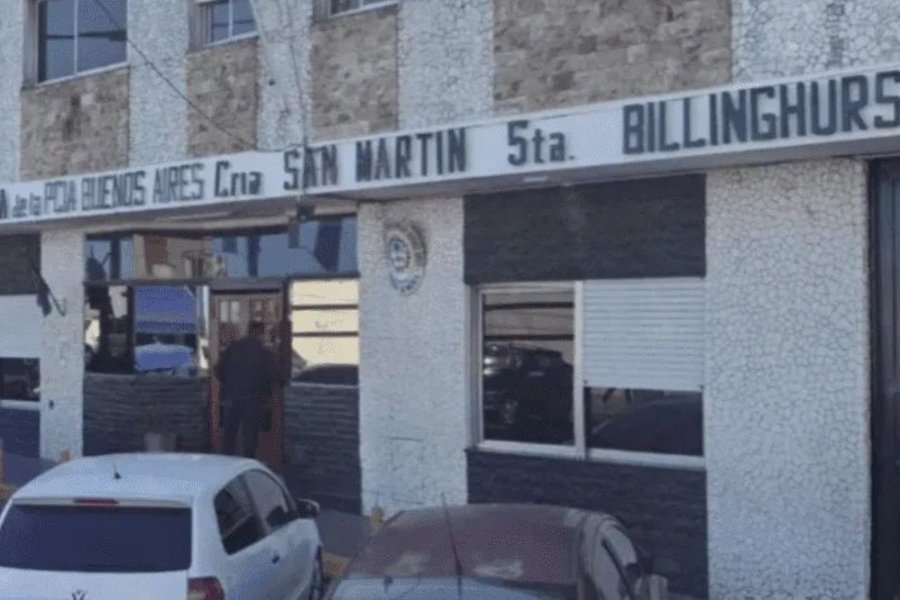 A de la PCIA BUENOS AIRES Cria SAN MARTIN 5ta. BILLINGHURS